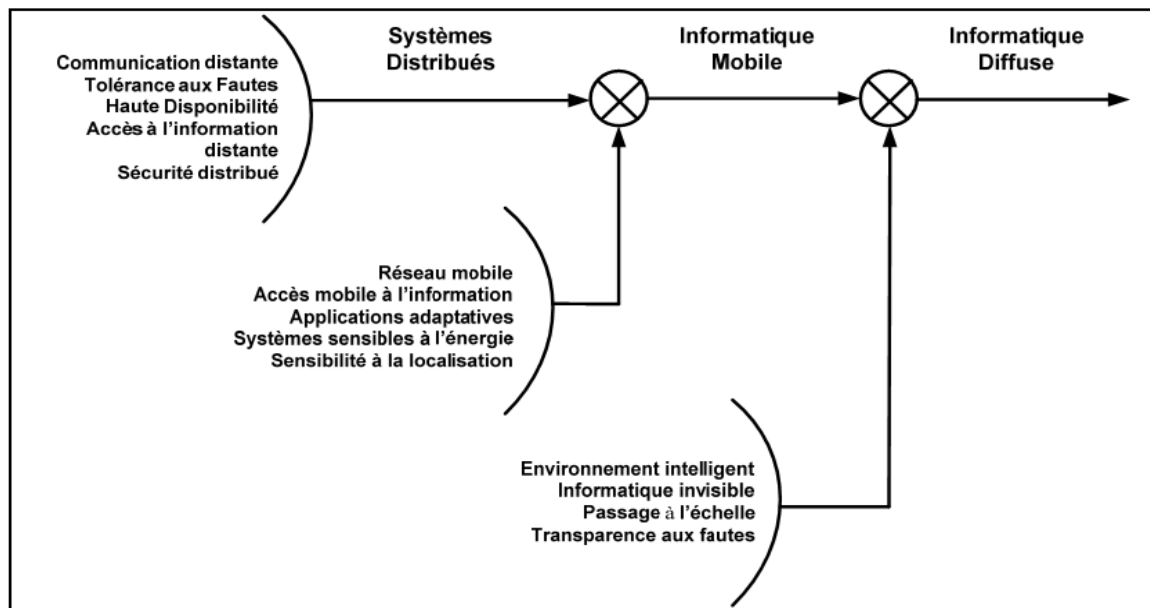 Systèmes
Distribués
Informatique
Mobile
Informatique
Diffuse
Communication distante
Tolérance aux Fautes
Haute Disponibilité
Accès à l'information
distante
Sécurité distribué
Réseau mobile
Accès mobile à l'information
Applications adaptatives
Systèmes sensibles à l'énergie
Sensibilité à la localisation
Environnement intelligent
Informatique invisible
Passage à l'échelle
Transparence aux fautes